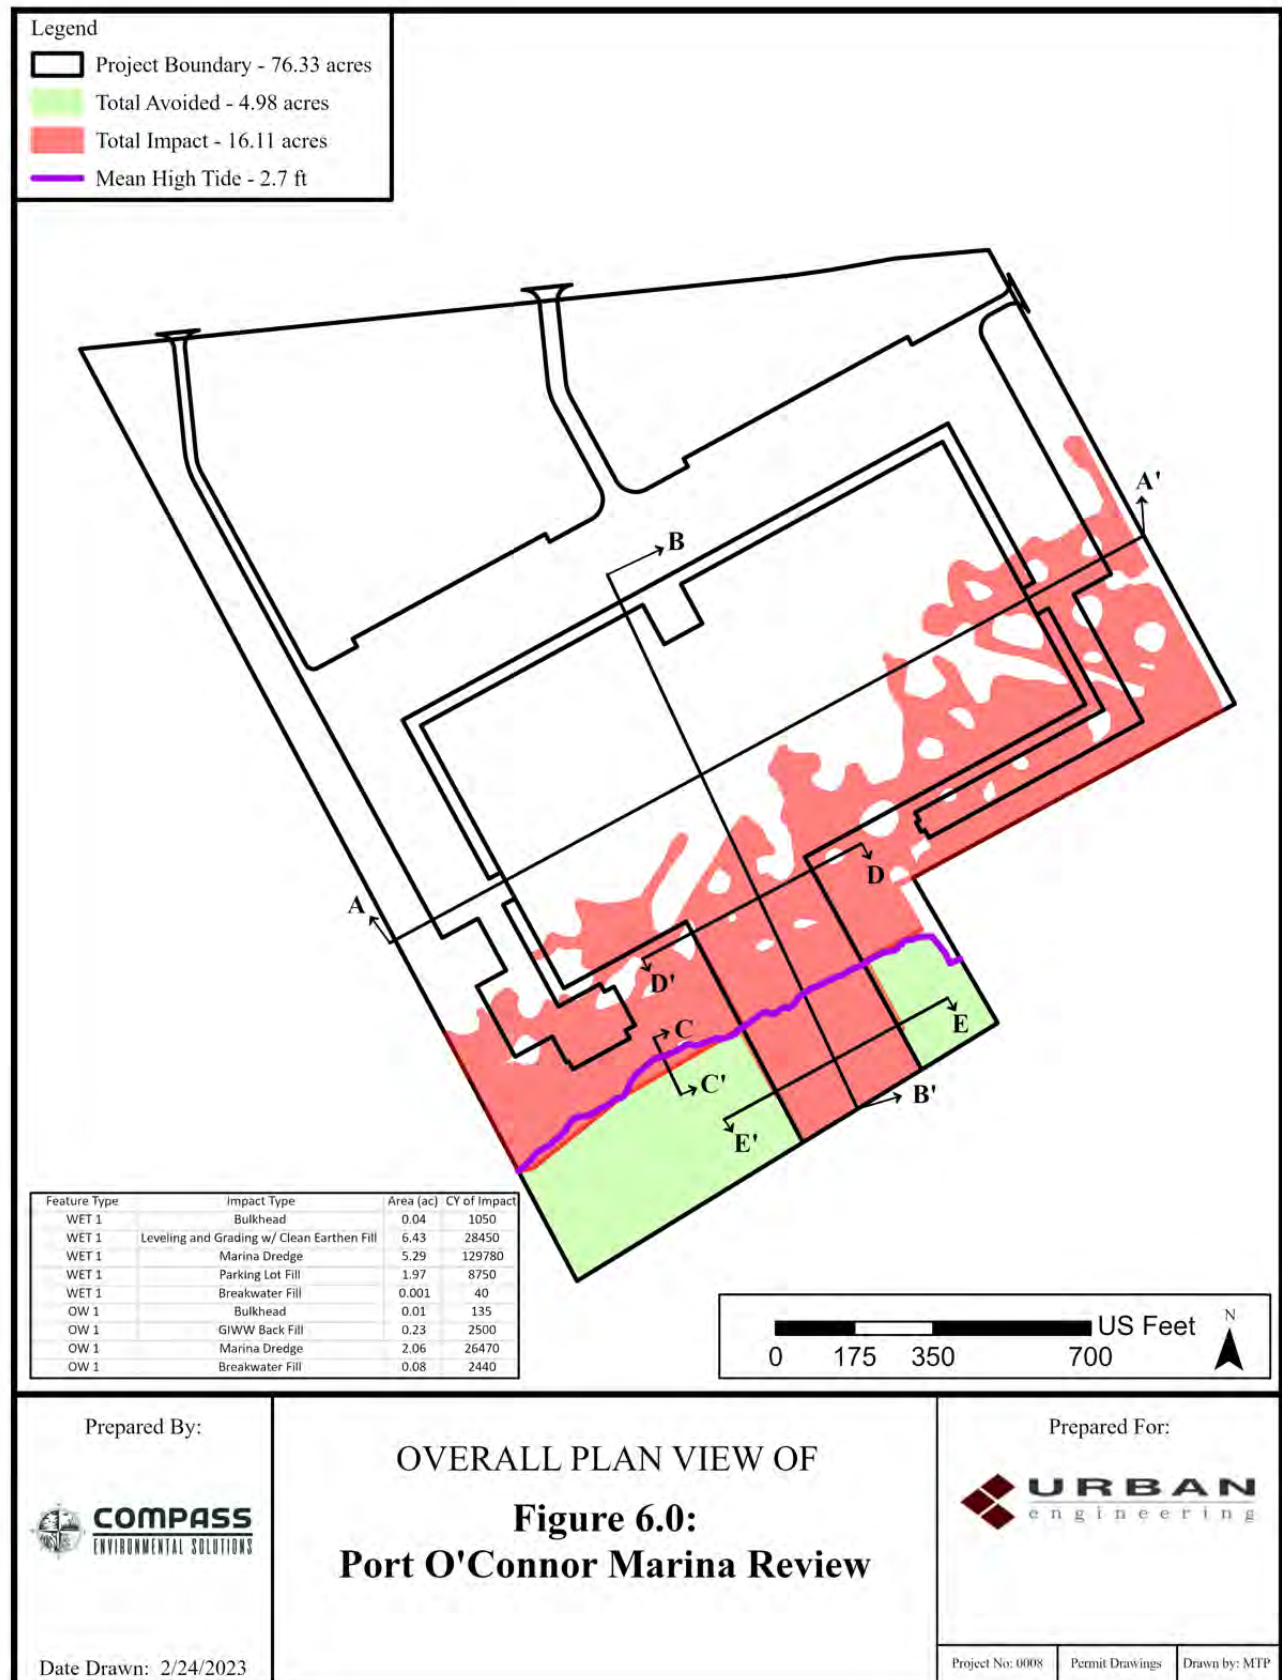 Legend
Project Boundary - 76.33 acres
Total Avoided - 4.98 acres
Total Impact - 16.11 acres
Mean High Tide - 2.7 ft
A'
B
A
D
D'
C
E
C'
B'
E'
Feature Type Impact Type Area (ac) CY of Impact
WET 1 Bulkhead 0.04 1050
WET 1 Leveling and Grading w/ Clean Earthen Fill 6.43 28450
WET 1 Marina Dredge 5.29 129780
WET 1 Parking Lot Fill 1.97 8750
WET 1 Breakwater Fill 0.001 40
OW 1 Bulkhead 0.01 135
OW 1 GIWW Back Fill 0.23 2500
OW 1 Marina Dredge 2.06 26470
OW 1 Breakwater Fill 0.08 2440
US Feet
0 175 350 700
N
Prepared By:
COMPASS
ENVIRONMENTAL SOLUTIONS
Date Drawn: 2/24/2023
OVERALL PLAN VIEW OF
Figure 6.0:
Port O'Connor Marina Review
Prepared For:
URBAN
engineering
Project No: 0008
Permit Drawings
Drawn by: MTP